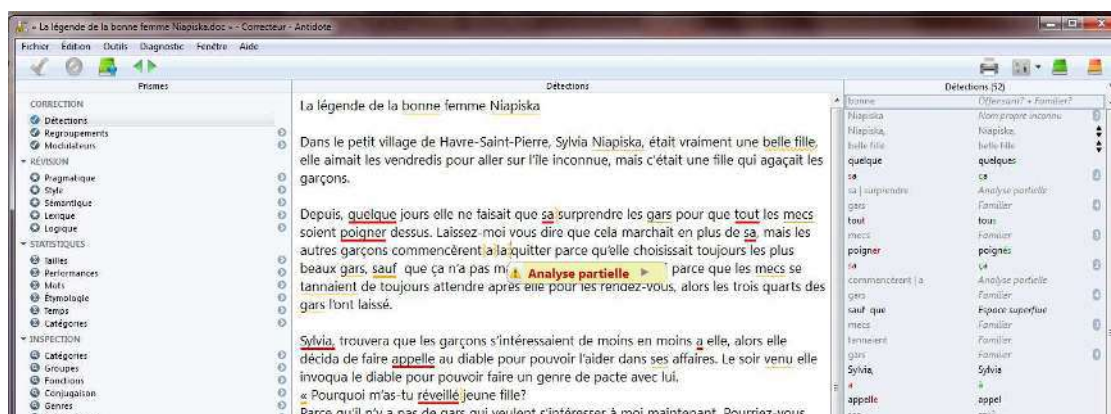 « La légende de la bonne femme Niapiska.doc » - Correcteur - Antidote
Fichier Édition Outils Diagnostic Fenêtre Aide
Prismes
CORRECTION
Détections
Regroupements
Modulateurs
RÉVISION
Pragmatique
Style
Sémantique
Lexique
Logique
STATISTIQUES
Tailles
Performances
Mots
Étymologie
Temps
Catégories
INSPECTION
Catégories
Groupes
Fonctions
Conjugaison
Genres
Détections
La légende de la bonne femme Niapiska
Dans le petit village de Havre-Saint-Pierre, Sylvia Niapiska, était vraiment une belle fille,
elle aimait les vendredis pour aller sur l'île inconnue, mais c'était une fille qui agaçait les
garçons.
Depuis, quelque jours elle ne faisait que sa surprendre les gars pour que tout les mecs
soient poigner dessus. Laissez-moi vous dire que cela marchait en plus de sa, mais les
autres garçons commencèrent a la quitter parce qu'elle choisissait toujours les plus
beaux gars, sauf que ça n'a pas m Analyse partielle parce que les mecs se
tannaient de toujours attendre après elle pour les rendez-vous, alors les trois quarts des
gars l'ont laissé.
Sylvia, trouvera que les garçons s'intéressaient de moins en moins a elle, alors elle
décida de faire appelle au diable pour pouvoir l'aider dans ses affaires. Le soir venu elle
invoqua le diable pour pouvoir faire un genre de pacte avec lui.
« Pourquoi m'as-tu réveillé jeune fille?
Parce qu'il n'y a pas de gars qui veulent s'intéresser à moi maintenant. Pourriez-vous
Détections (52)
bonne Offensant? + Familier?
Niapiska Nom propre inconnu
Niapiska, Niapiska,
belle fille belle-fille
quelque quelques
sa ça
sa | surprendre Analyse partielle
gars Familier
tout tous
mecs Familier
poigner poignés
sa ça
commencèrent | a Analyse partielle
gars Familier
sauf que Espace superflue
mecs Familier
tannaient Familier
gars Familier
Sylvia, Sylvia
a à
appelle appel